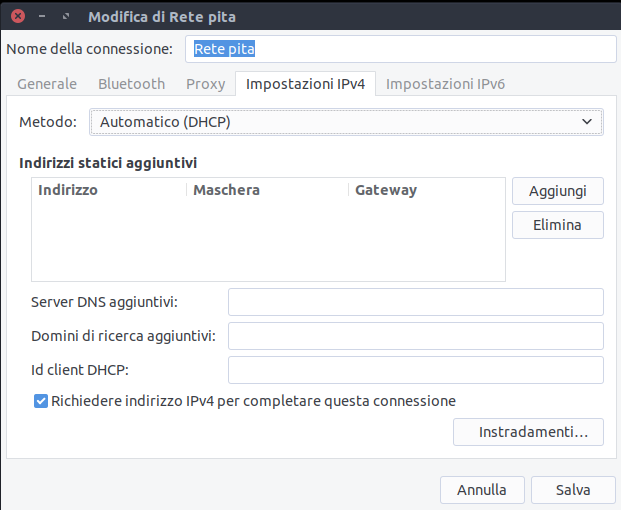 Modifica di Rete pita
Nome della connessione: Rete pita
Generale Bluetooth Proxy Impostazioni IPv4 Impostazioni IPv6
Metodo: Automatico (DHCP)
Indirizzi statici aggiuntivi
Indirizzo Maschera Gateway
Aggiungi
Elimina
Server DNS aggiuntivi:
Domini di ricerca aggiuntivi:
Id client DHCP:
Richiedere indirizzo IPv4 per completare questa connessione
Instradamenti...
Annulla Salva